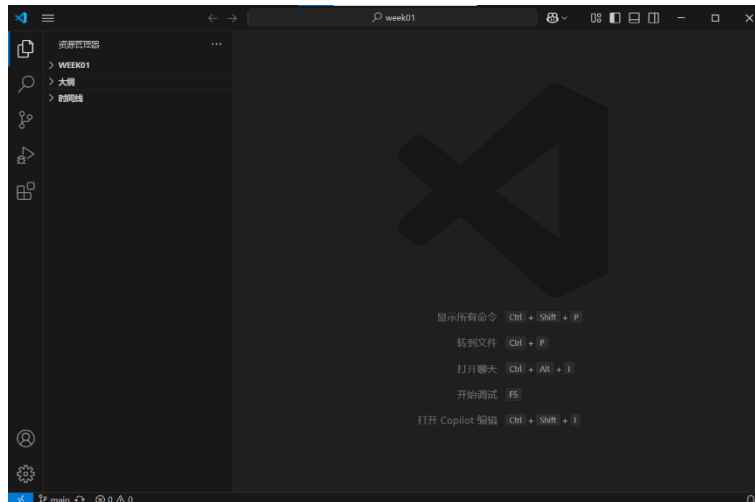 week01
资源管理器
WEEK01
大纲
时间线
显示所有命令 Ctrl + Shift + P
转到文件 Ctrl + P
打开聊天 Ctrl + Alt + I
开始调试 F5
打开 Copilot 编辑 Ctrl + Shift + I
main 0 0